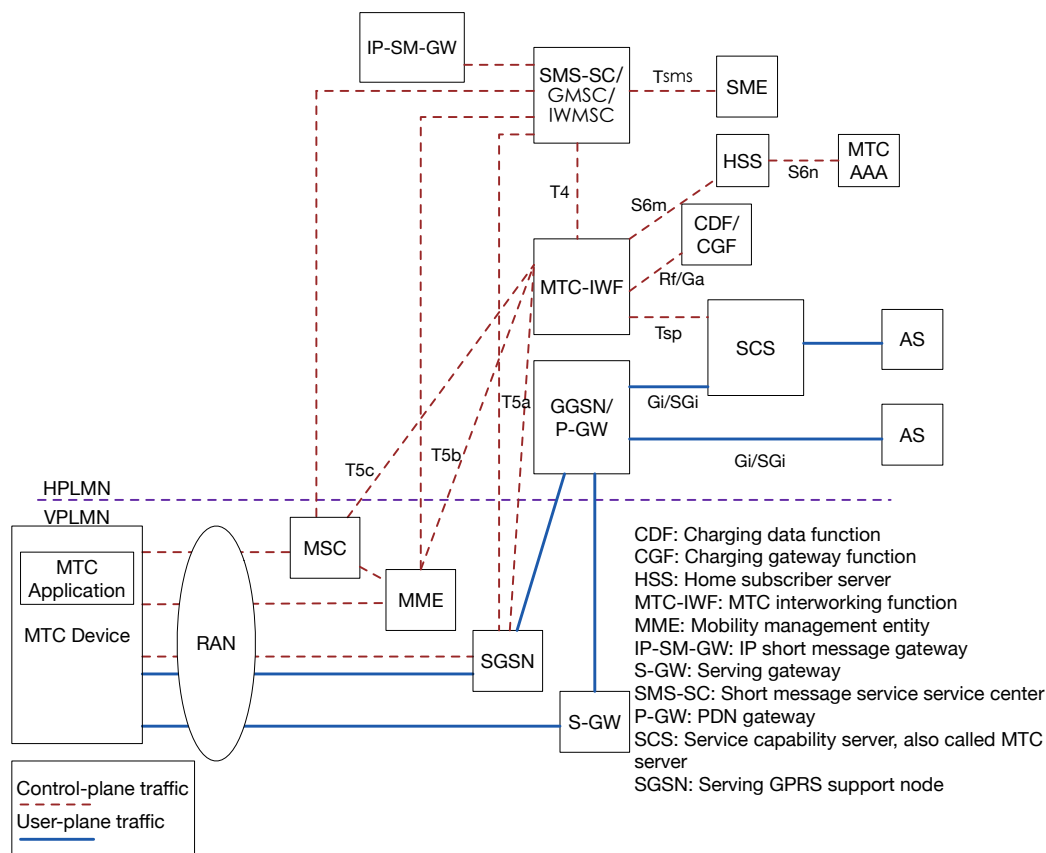 IP-SM-GW
SMS-SC/
GMSC/
IWMSC
Tsms
SME
HSS
S6n
MTC
AAA
T4
S6m
CDF/
CGF
MTC-IWF
Rf/Ga
Tsp
SCS
AS
T5a
GGSN/
P-GW
Gi/SGi
AS
T5c
T5b
Gi/SGi
HPLMN
VPLMN
MTC
Application
MTC Device
RAN
MSC
MME
SGSN
S-GW
CDF: Charging data function
CGF: Charging gateway function
HSS: Home subscriber server
MTC-IWF: MTC interworking function
MME: Mobility management entity
IP-SM-GW: IP short message gateway
S-GW: Serving gateway
SMS-SC: Short message service service center
P-GW: PDN gateway
SCS: Service capability server, also called MTC
server
SGSN: Serving GPRS support node
Control-plane traffic
User-plane traffic